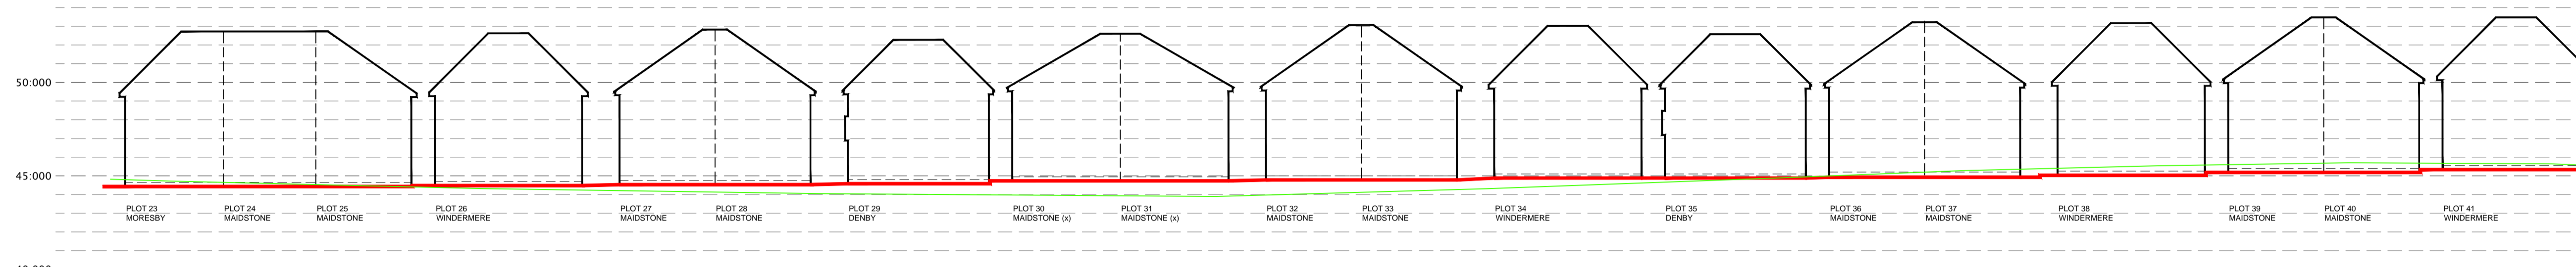 50:000
45:000
PLOT 23
MORESBY
PLOT 24
MAIDSTONE
PLOT 25
MAIDSTONE
PLOT 26
WINDERMERE
PLOT 27
MAIDSTONE
PLOT 28
MAIDSTONE
PLOT 29
DENBY
PLOT 30
MAIDSTONE (x)
PLOT 31
MAIDSTONE (x)
PLOT 32
MAIDSTONE
PLOT 33
MAIDSTONE
PLOT 34
WINDERMERE
PLOT 35
DENBY
PLOT 36
MAIDSTONE
PLOT 37
MAIDSTONE
PLOT 38
WINDERMERE
PLOT 39
MAIDSTONE
PLOT 40
MAIDSTONE
PLOT 41
WINDERMERE